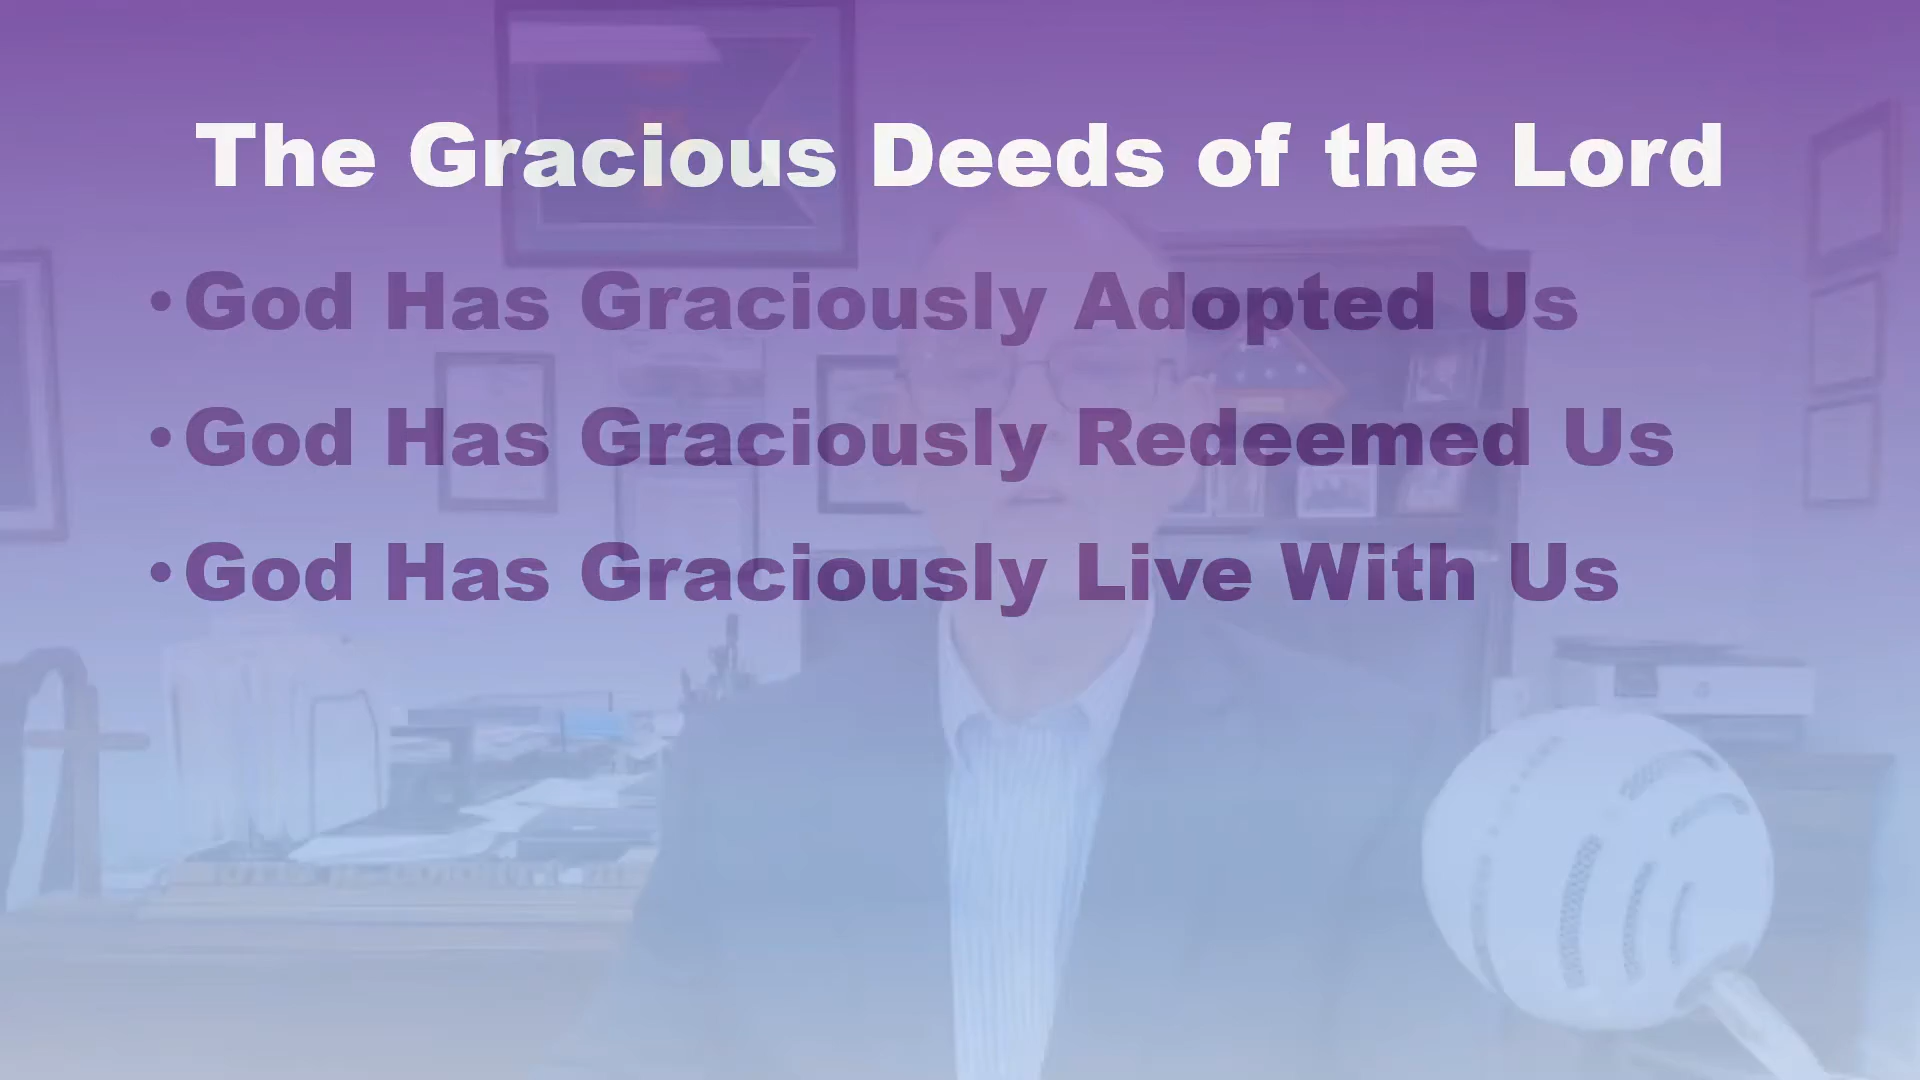 The Gracious Deeds of the Lord
•God Has Graciously Adopted Us
•God Has Graciously Redeemed Us
•God Has Graciously Live With Us